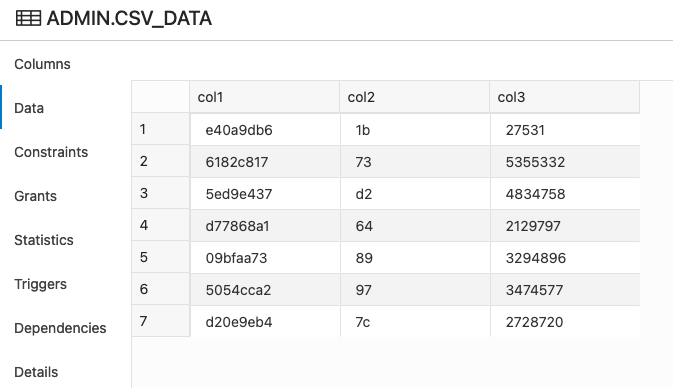 ADMIN.CSV_DATA
Columns
Data
Constraints
Grants
Statistics
Triggers
Dependencies
Details
col1 col2 col3
1 e40a9db6 1b 27531
2 6182c817 73 5355332
3 5ed9e437 d2 4834758
4 d77868a1 64 2129797
5 09bfaa73 89 3294896
6 5054cca2 97 3474577
7 d20e9eb4 7c 2728720